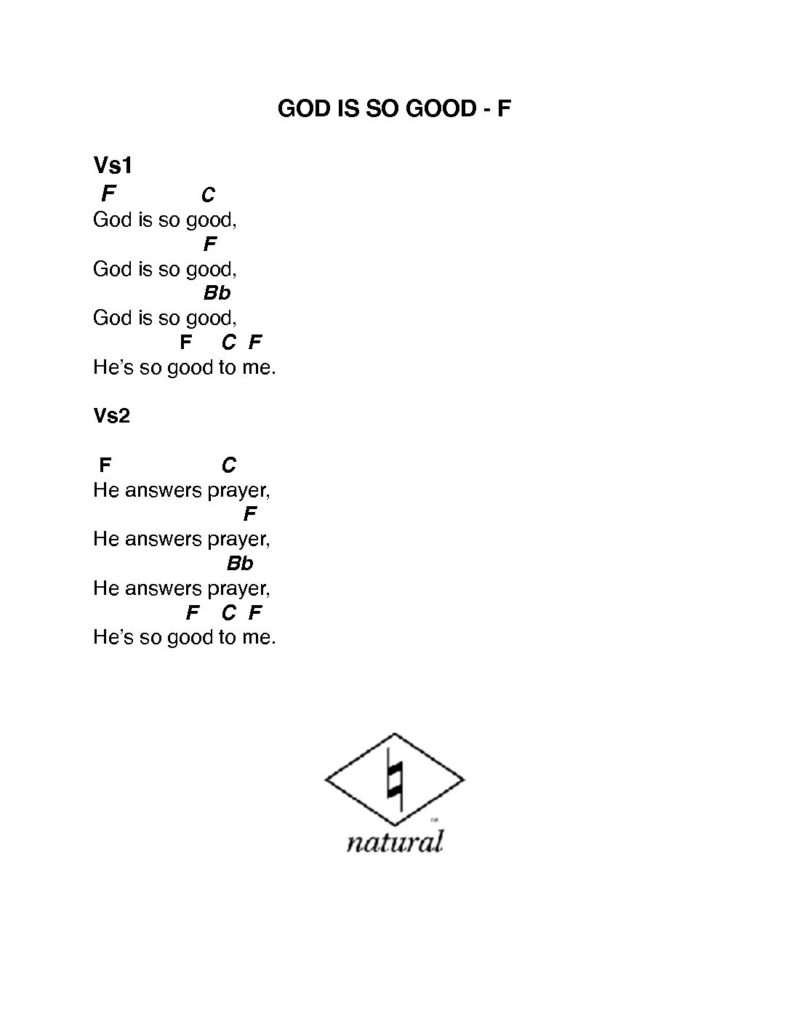 GOD IS SO GOOD - F
Vs1
F C
God is so good,
F
God is so good,
Bb
God is so good,
F C F
He's so good to me.
Vs2
F C
He answers prayer,
F
He answers prayer,
Bb
He answers prayer,
F C F
He's so good to me.
♮
™
natural